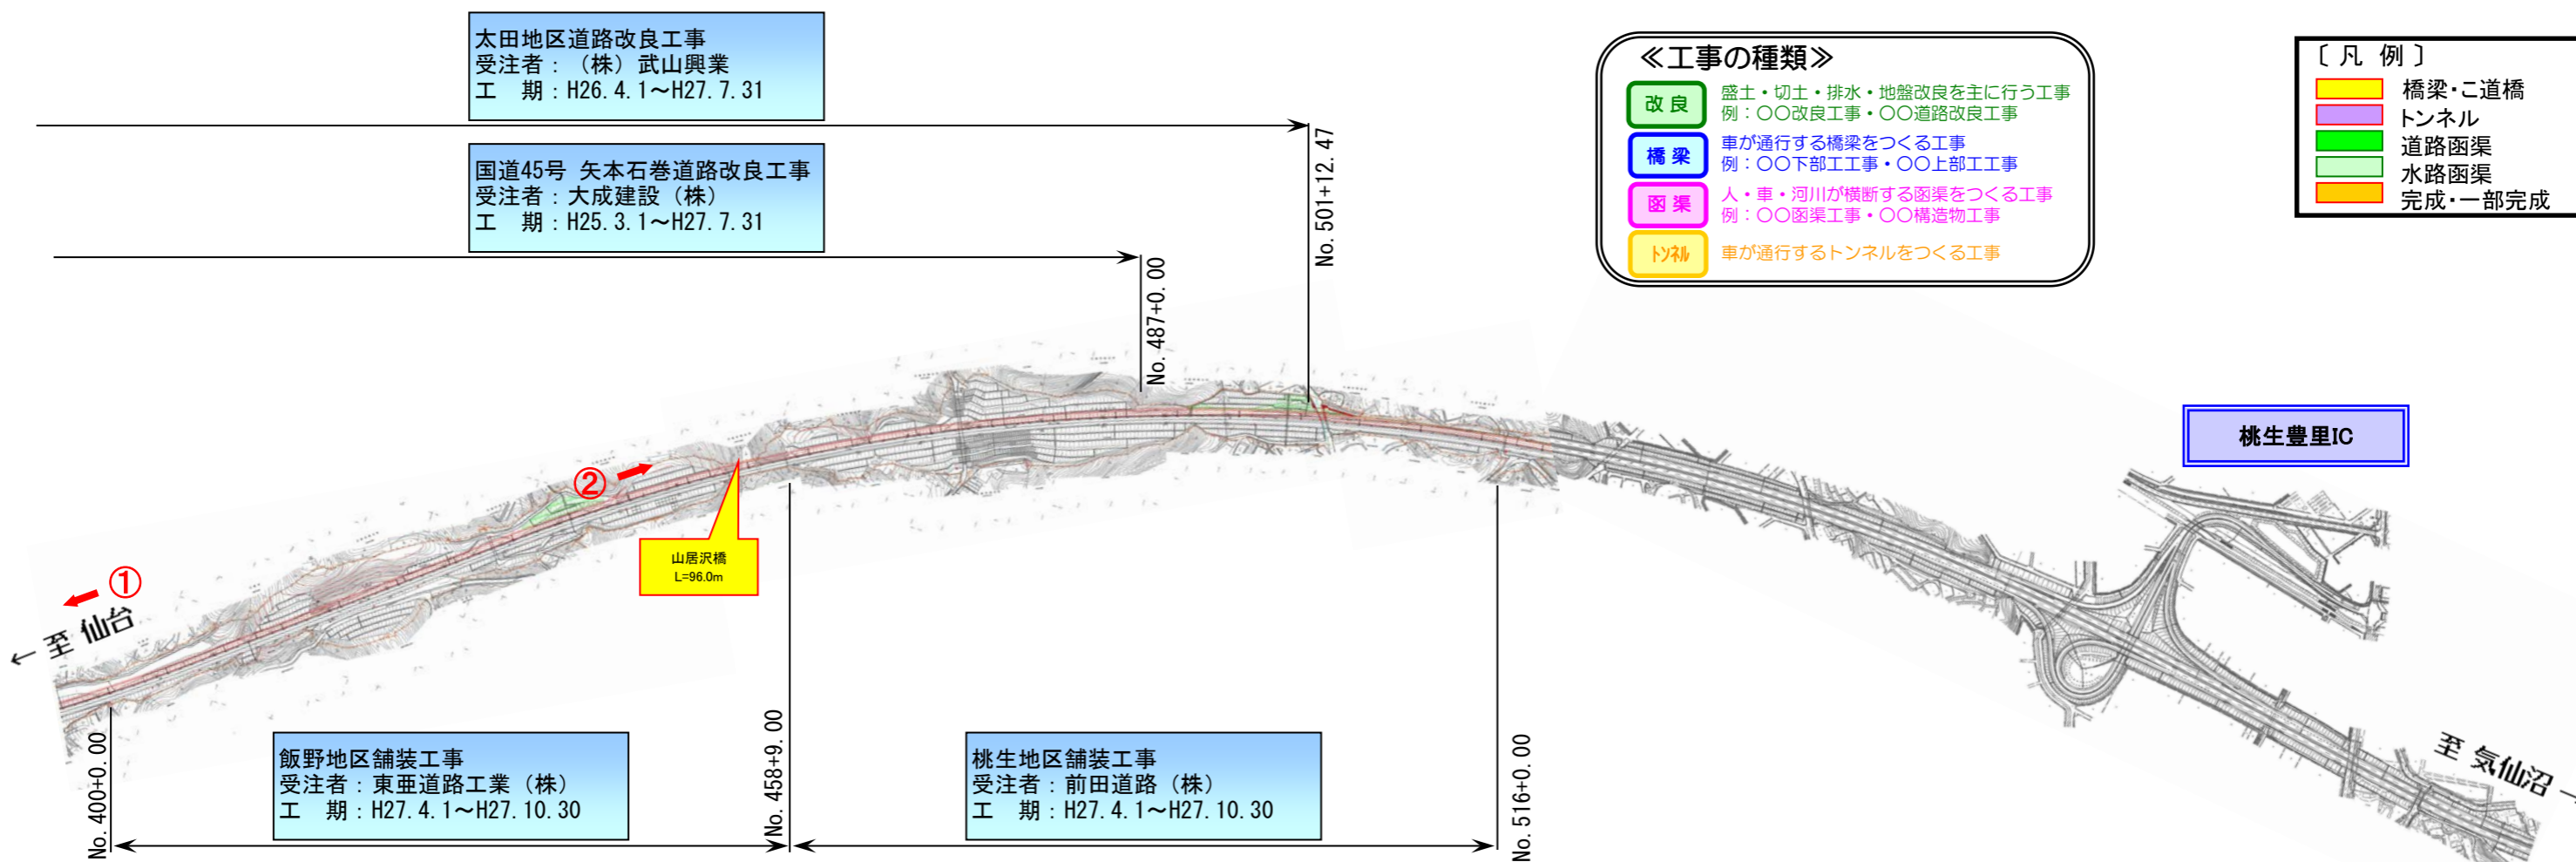 太田地区道路改良工事
受注者：（株）武山興業
工　期：H26.4.1～H27.7.31
国道45号 矢本石巻道路改良工事
受注者：大成建設（株）
工　期：H25.3.1～H27.7.31
No.501+12.47
No.487+0.00
≪工事の種類≫
改良
盛土・切土・排水・地盤改良を主に行う工事
例：〇〇改良工事・〇〇道路改良工事
橋梁
車が通行する橋梁をつくる工事
例：〇〇下部工工事・〇〇上部工工事
函渠
人・車・河川が横断する函渠をつくる工事
例：〇〇函渠工事・〇〇構造物工事
トンネル
車が通行するトンネルをつくる工事
〔 凡 例 〕
橋梁・こ道橋
トンネル
道路函渠
水路函渠
完成・一部完成
桃生豊里IC
②
山居沢橋
L=96.0m
①
← 至 仙台
至 気仙沼 →
No.400+0.00
飯野地区舗装工事
受注者：東亜道路工業（株）
工　期：H27.4.1～H27.10.30
No.458+9.00
桃生地区舗装工事
受注者：前田道路（株）
工　期：H27.4.1～H27.10.30
No.516+0.00